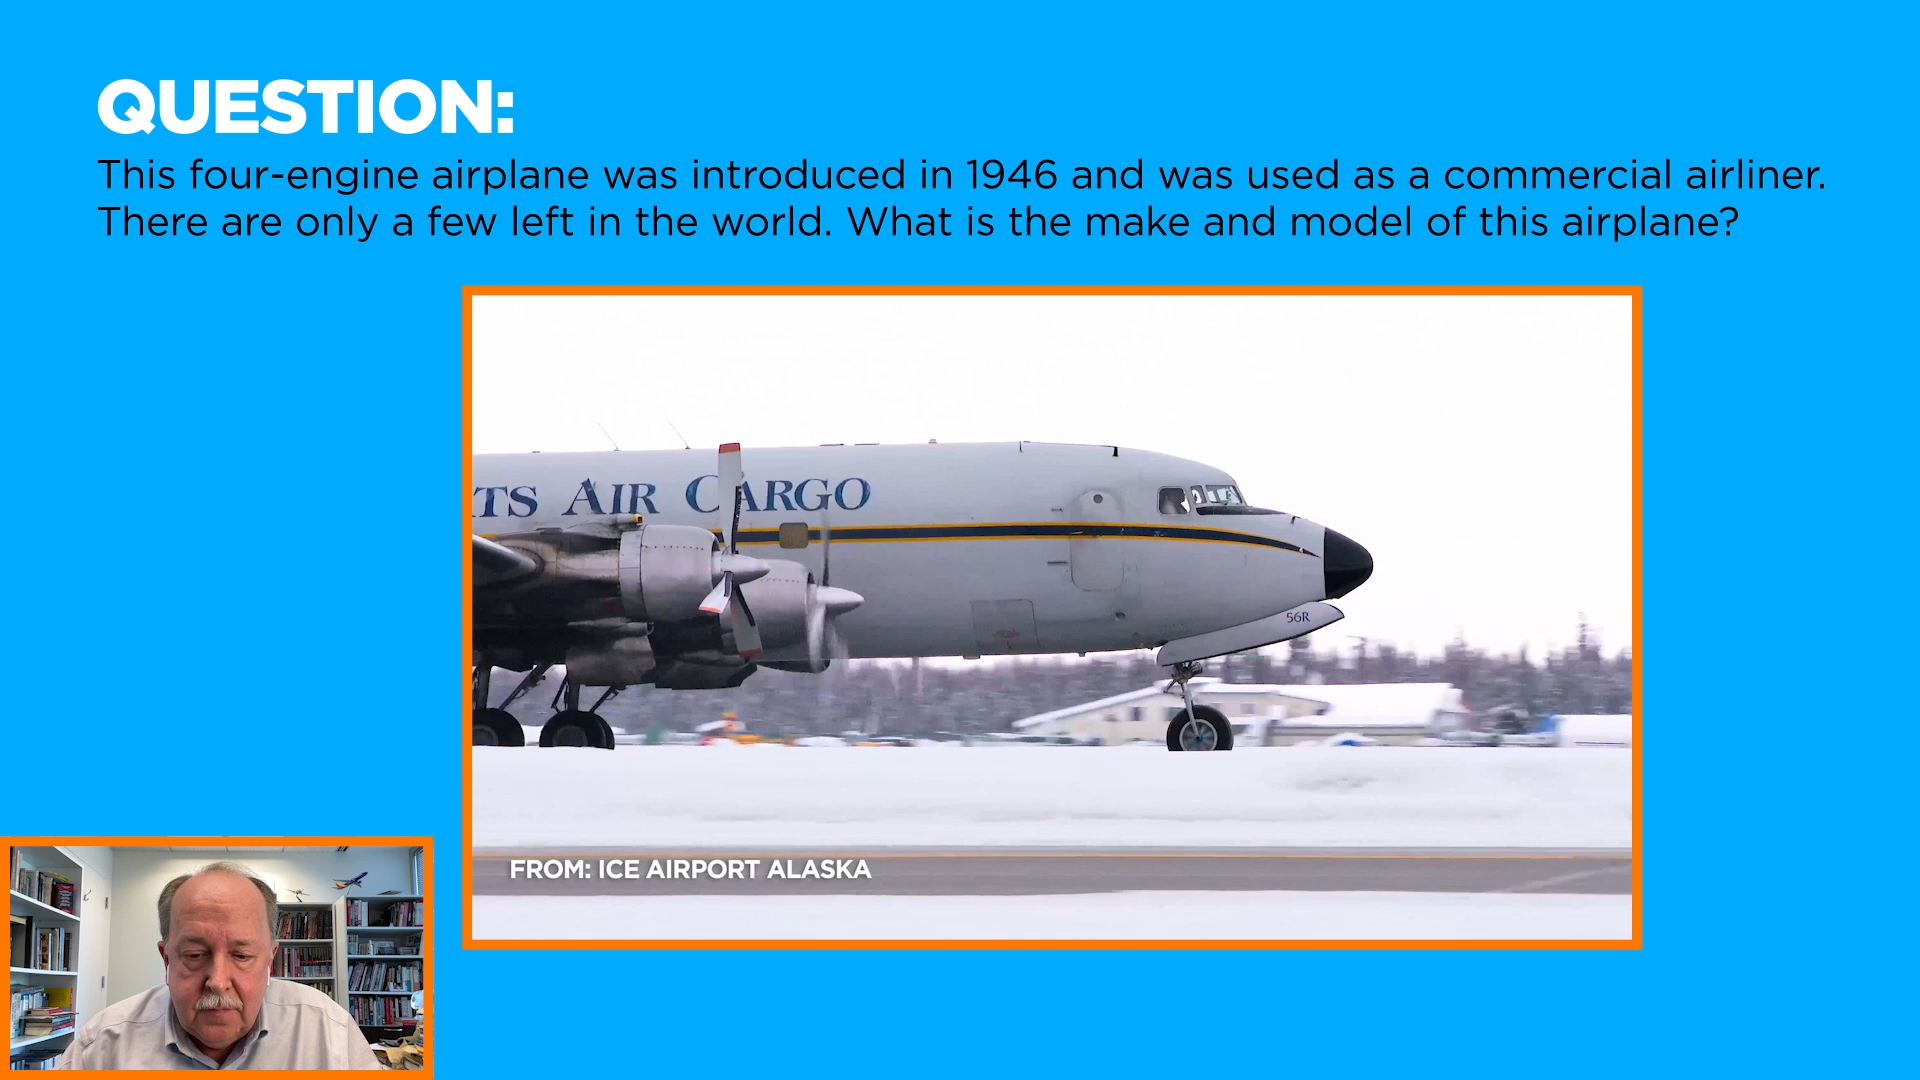 QUESTION:
This four-engine airplane was introduced in 1946 and was used as a commercial airliner.
There are only a few left in the world. What is the make and model of this airplane?
TS AIR CARGO
56R
FROM: ICE AIRPORT ALASKA